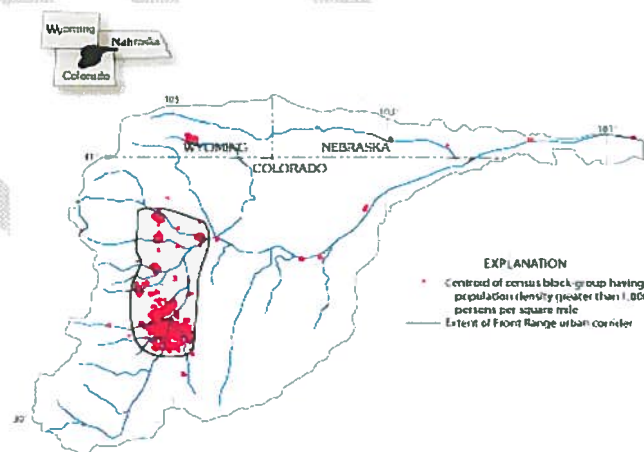 Wyoming
Nebraska
Colorado
105°
103°
101°
41°
WYOMING
NEBRASKA
COLORADO
EXPLANATION
Centroid of census block-group having
population density greater than 1,000
persons per square mile
Extent of Front Range urban corridor
39°